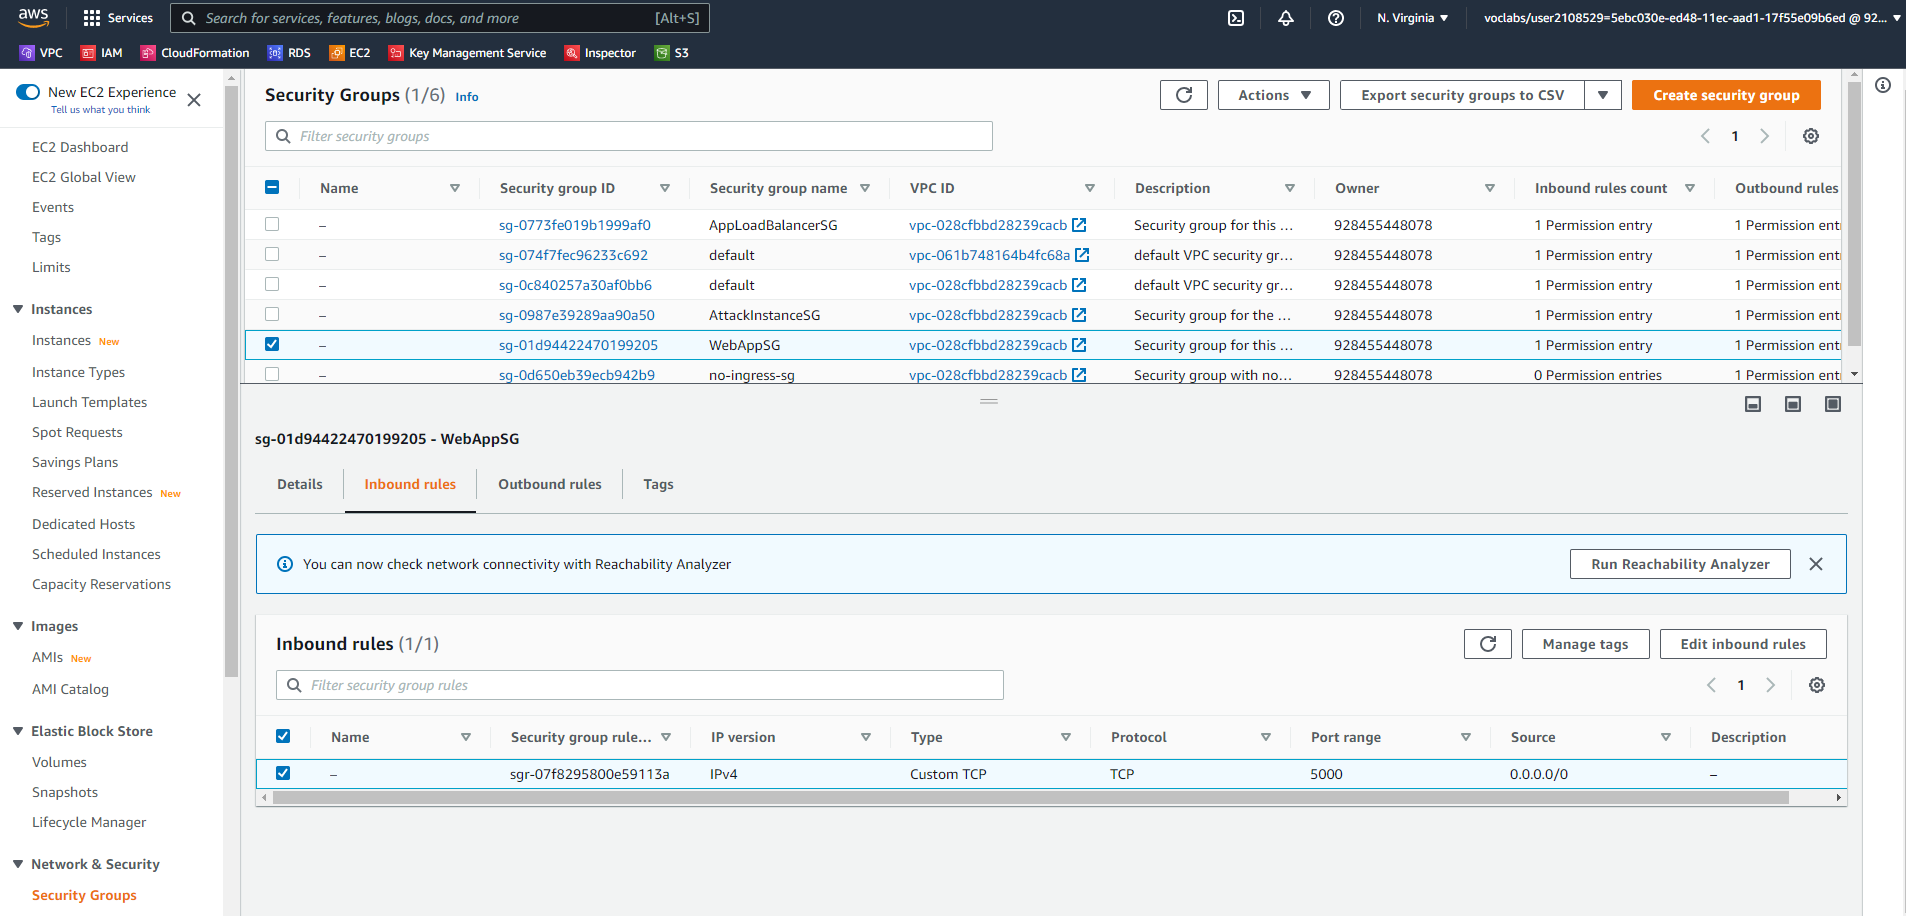 aws Services Search for services, features, blogs, docs, and more [Alt+S] N. Virginia voclabs/user2108529=5ebc030e-ed48-11ec-aad1-17f55e09b6ed @ 92...
VPC IAM CloudFormation RDS EC2 Key Management Service Inspector S3
New EC2 Experience
Tell us what you think
EC2 Dashboard
EC2 Global View
Events
Tags
Limits
Instances
Instances New
Instance Types
Launch Templates
Spot Requests
Savings Plans
Reserved Instances New
Dedicated Hosts
Scheduled Instances
Capacity Reservations
Images
AMIs New
AMI Catalog
Elastic Block Store
Volumes
Snapshots
Lifecycle Manager
Network & Security
Security Groups
Security Groups (1/6) Info Actions Export security groups to CSV Create security group
Filter security groups 1
Name Security group ID Security group name VPC ID Description Owner Inbound rules count Outbound rules
– sg-0773fe019b1999af0 AppLoadBalancerSG vpc-028cfbbd28239cacb Security group for this ... 928455448078 1 Permission entry 1 Permission ent
– sg-074f7fec96233c692 default vpc-061b748164b4fc68a default VPC security gr... 928455448078 1 Permission entry 1 Permission ent
– sg-0c840257a30af0bb6 default vpc-028cfbbd28239cacb default VPC security gr... 928455448078 1 Permission entry 1 Permission ent
– sg-0987e39289aa90a50 AttackInstanceSG vpc-028cfbbd28239cacb Security group for the ... 928455448078 1 Permission entry 1 Permission ent
– sg-01d94422470199205 WebAppSG vpc-028cfbbd28239cacb Security group for this ... 928455448078 1 Permission entry 1 Permission ent
– sg-0d650eb39ecb942b9 no-ingress-sg vpc-028cfbbd28239cacb Security group with no... 928455448078 0 Permission entries 1 Permission ent
sg-01d94422470199205 - WebAppSG
Details Inbound rules Outbound rules Tags
You can now check network connectivity with Reachability Analyzer Run Reachability Analyzer
Inbound rules (1/1) Manage tags Edit inbound rules
Filter security group rules 1
Name Security group rule... IP version Type Protocol Port range Source Description
– sgr-07f8295800e59113a IPv4 Custom TCP TCP 5000 0.0.0.0/0 –